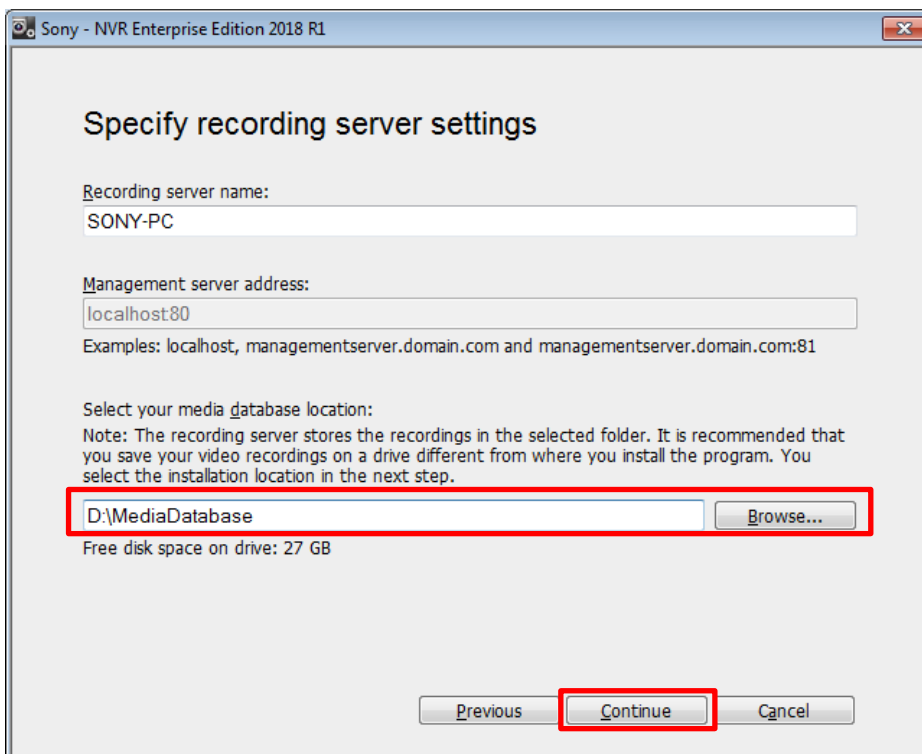 Sony - NVR Enterprise Edition 2018 R1
Specify recording server settings
Recording server name:
SONY-PC
Management server address:
localhost:80
Examples: localhost, managementserver.domain.com and managementserver.domain.com:81
Select your media database location:
Note: The recording server stores the recordings in the selected folder. It is recommended that
you save your video recordings on a drive different from where you install the program. You
select the installation location in the next step.
D:\MediaDatabase Browse...
Free disk space on drive: 27 GB
Previous Continue Cancel